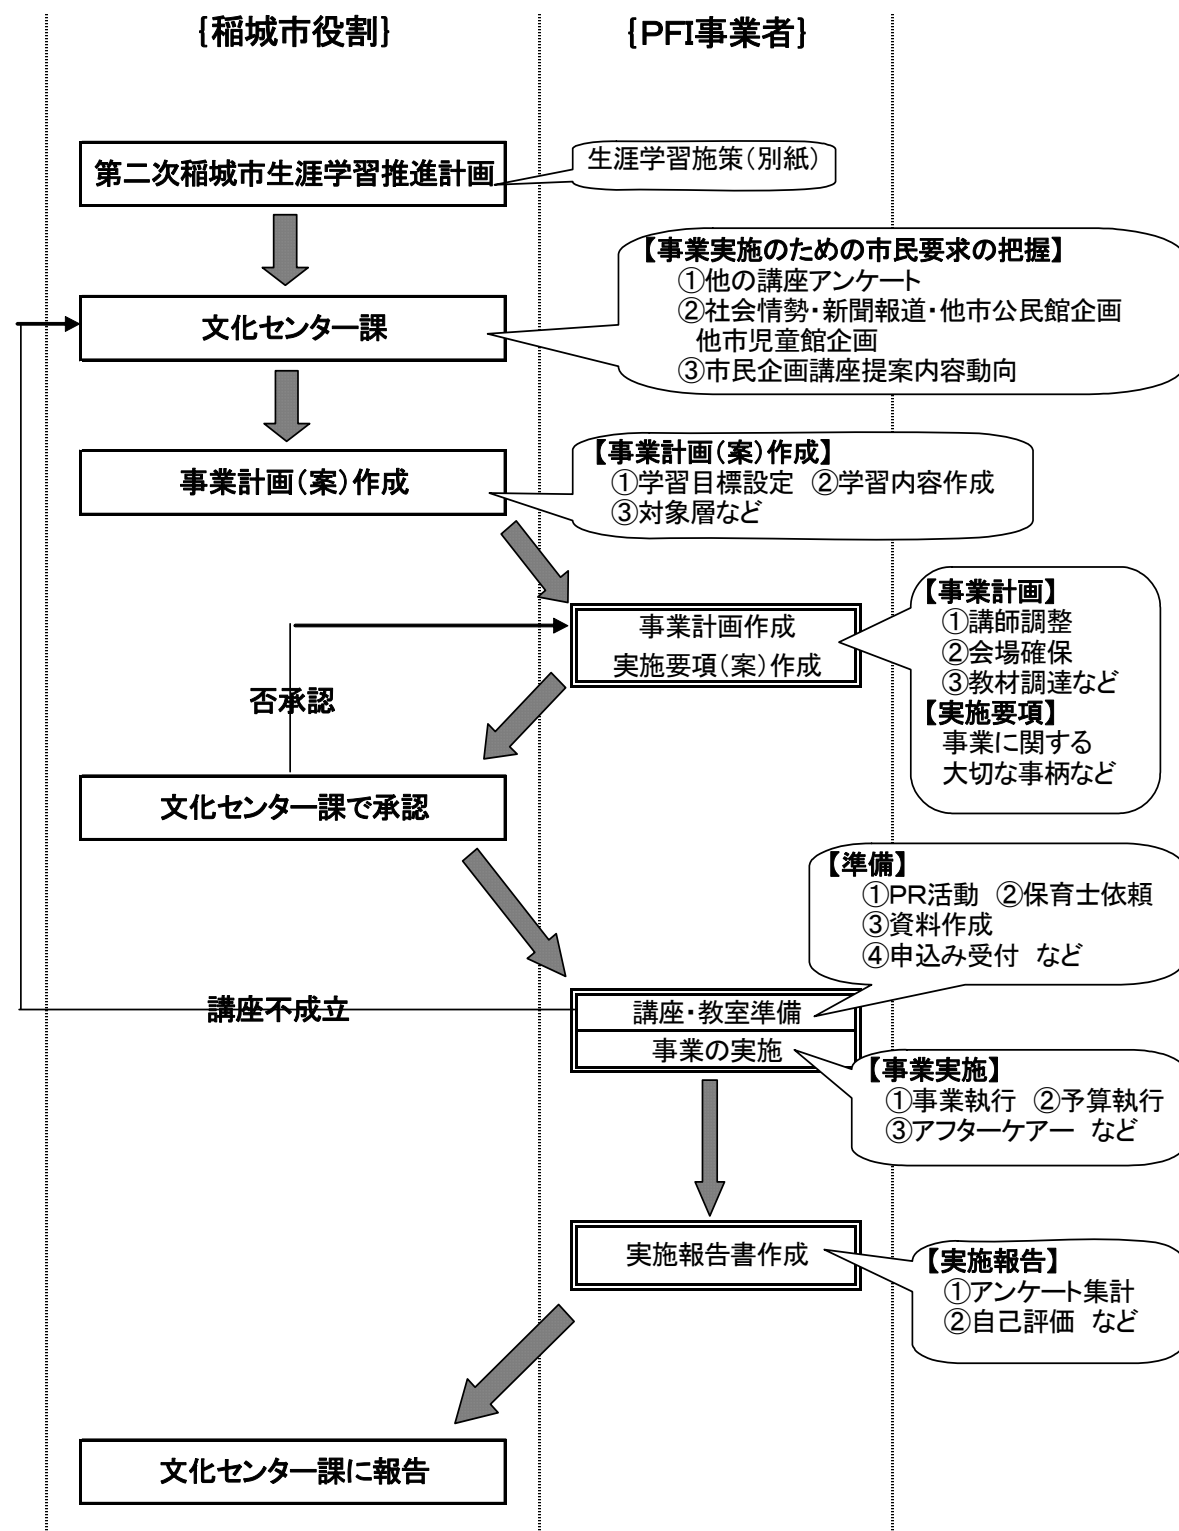 {稲城市役割}
{PFI事業者}
第二次稲城市生涯学習推進計画
生涯学習施策(別紙)
【事業実施のための市民要求の把握】
①他の講座アンケート
②社会情勢・新聞報道・他市公民館企画
他市児童館企画
③市民企画講座提案内容動向
文化センター課
【事業計画(案)作成】
①学習目標設定 ②学習内容作成
③対象層など
事業計画(案)作成
【事業計画】
①講師調整
②会場確保
③教材調達など
【実施要項】
事業に関する
大切な事柄など
事業計画作成
実施要項(案)作成
否承認
文化センター課で承認
【準備】
①PR活動 ②保育士依頼
③資料作成
④申込み受付 など
講座不成立
講座・教室準備
事業の実施
【事業実施】
①事業執行 ②予算執行
③アフターケアー など
実施報告書作成
【実施報告】
①アンケート集計
②自己評価 など
文化センター課に報告